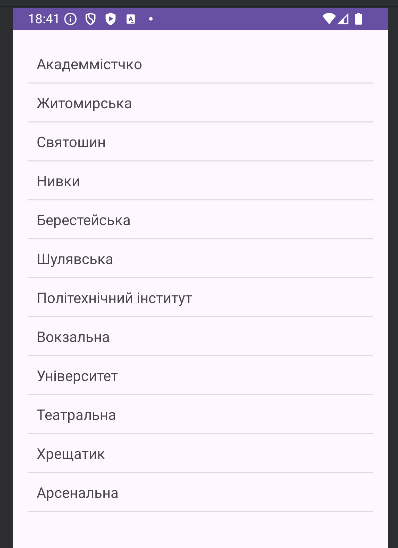 18:41
Академмістчко
Житомирська
Святошин
Нивки
Берестейська
Шулявська
Політехнічний інститут
Вокзальна
Університет
Театральна
Хрещатик
Арсенальна